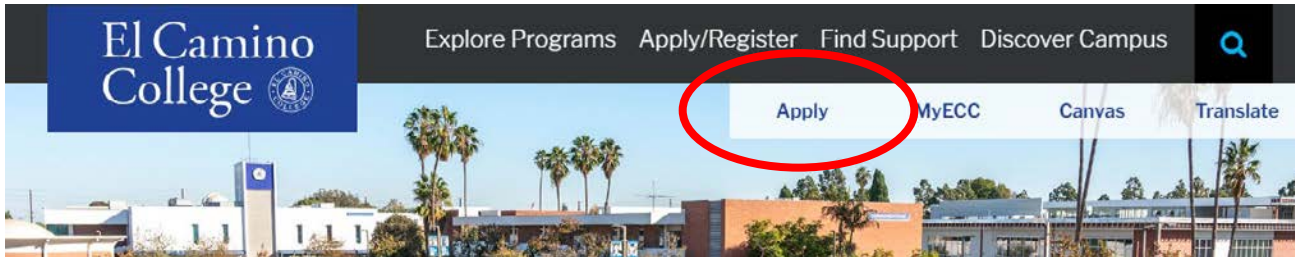 El Camino
College
Explore Programs Apply/Register Find Support Discover Campus
Apply MyECC Canvas Translate